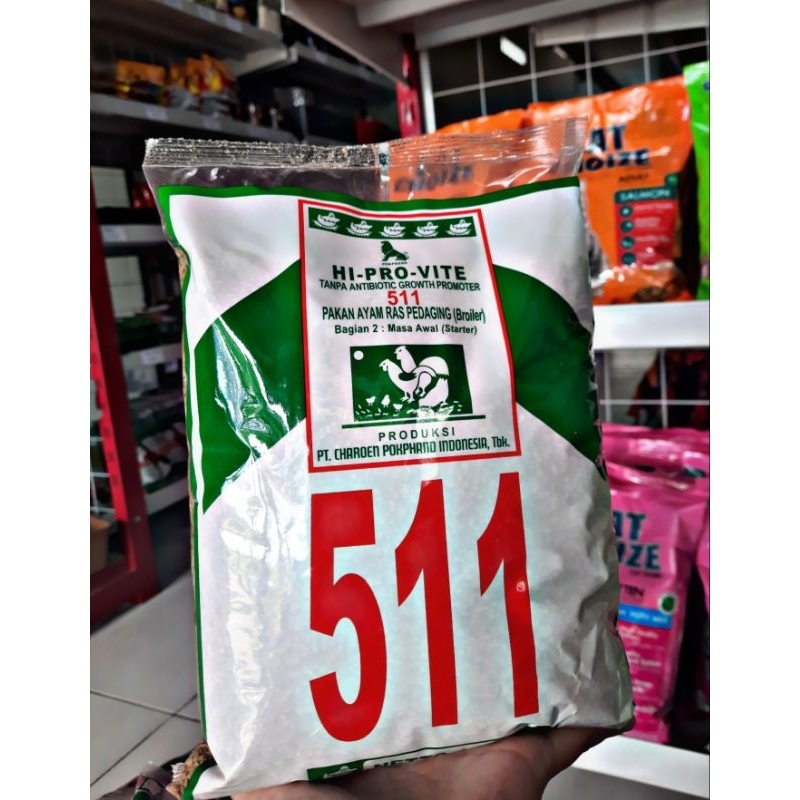 HI-PRO-VITE
TANPA ANTIBIOTIC GROWTH PROMOTER
511
PAKAN AYAM RAS PEDAGING (Broiler)
Bagian 2 : Masa Awal (Starter)
PRODUKSI
PT. CHAROEN POKPHAND INDONESIA, Tbk.
511
SALMON